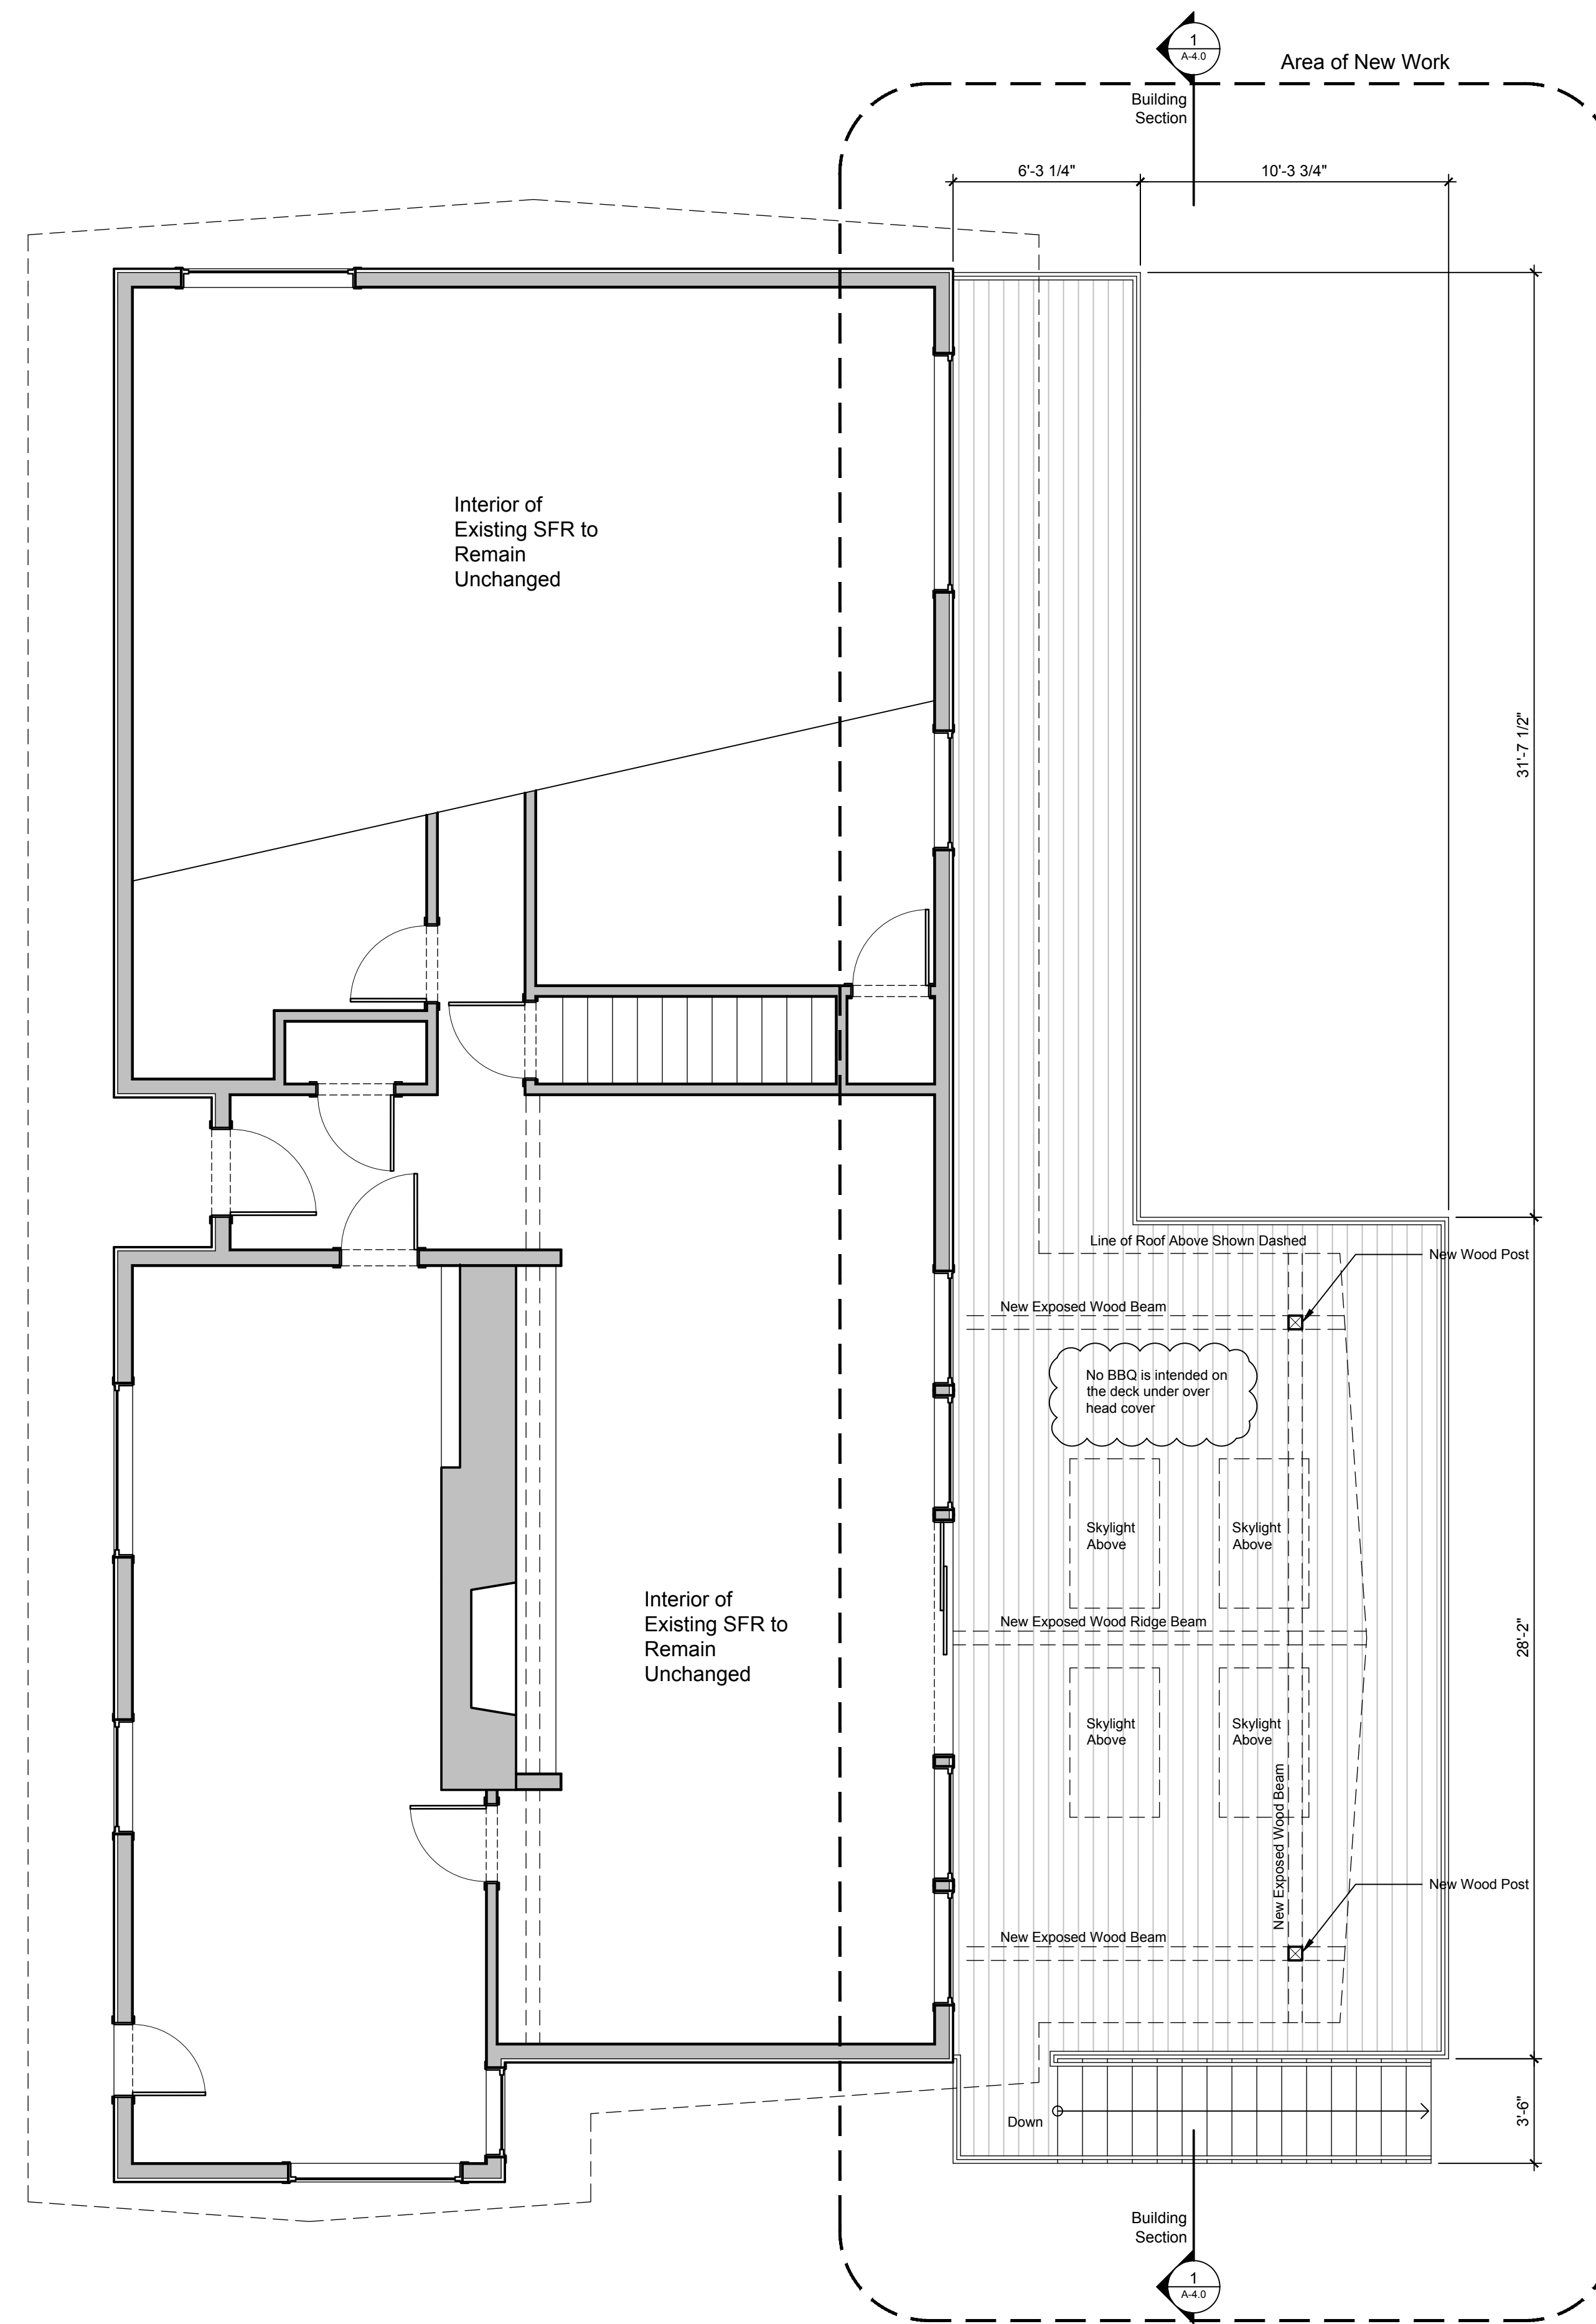 1
A-4.0
Area of New Work
Building
Section
6'-3 1/4"
10'-3 3/4"
Interior of
Existing SFR to
Remain
Unchanged
31'-7 1/2"
Line of Roof Above Shown Dashed
New Wood Post
New Exposed Wood Beam
No BBQ is intended on
the deck under over
head cover
Skylight
Above
Skylight
Above
Interior of
Existing SFR to
Remain
Unchanged
New Exposed Wood Ridge Beam
28'-2"
Skylight
Above
Skylight
Above
New Exposed Wood Beam
New Wood Post
New Exposed Wood Beam
Down
3'-6"
Building
Section
1
A-4.0